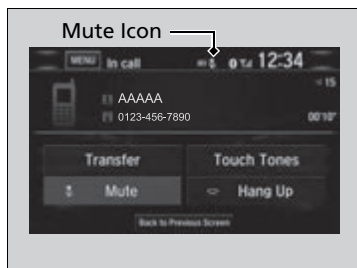 Mute Icon
MENU In call 12:34
15
AAAAA
0123-456-7890 00'10"
Transfer Touch Tones
Mute Hang Up
Back to Previous Screen